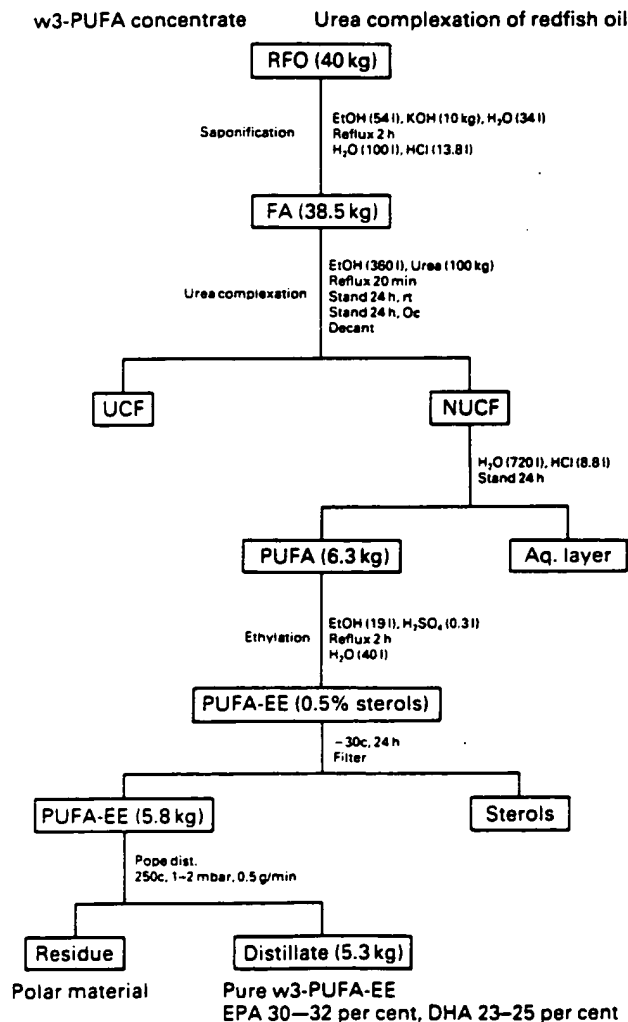 w3-PUFA concentrate
Urea complexation of redfish oil
RFO (40 kg)
Saponification
EtOH (54 l), KOH (10 kg), H₂O (34 l)
Reflux 2 h
H₂O (100 l), HCl (13.8 l)
FA (38.5 kg)
Urea complexation
EtOH (360 l), Urea (100 kg)
Reflux 20 min
Stand 24 h, rt
Stand 24 h, Oc
Decant
UCF
NUCF
H₂O (720 l), HCl (8.8 l)
Stand 24 h
PUFA (6.3 kg)
Aq. layer
Ethylation
EtOH (19 l), H₂SO₄ (0.3 l)
Reflux 2 h
H₂O (40 l)
PUFA-EE (0.5% sterols)
−30c, 24 h
Filter
PUFA-EE (5.8 kg)
Sterols
Pope dist.
250c, 1–2 mbar, 0.5 g/min
Residue
Distillate (5.3 kg)
Polar material
Pure w3-PUFA-EE
EPA 30—32 per cent, DHA 23–25 per cent